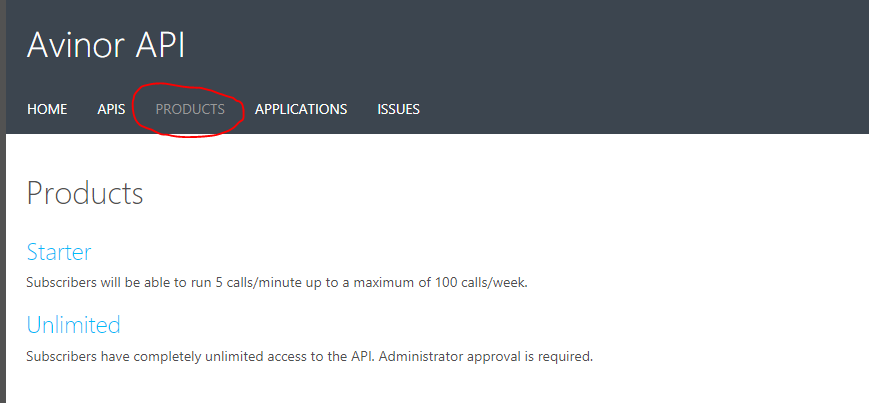 Avinor API
HOME APIS PRODUCTS APPLICATIONS ISSUES
Products
Starter
Subscribers will be able to run 5 calls/minute up to a maximum of 100 calls/week.
Unlimited
Subscribers have completely unlimited access to the API. Administrator approval is required.